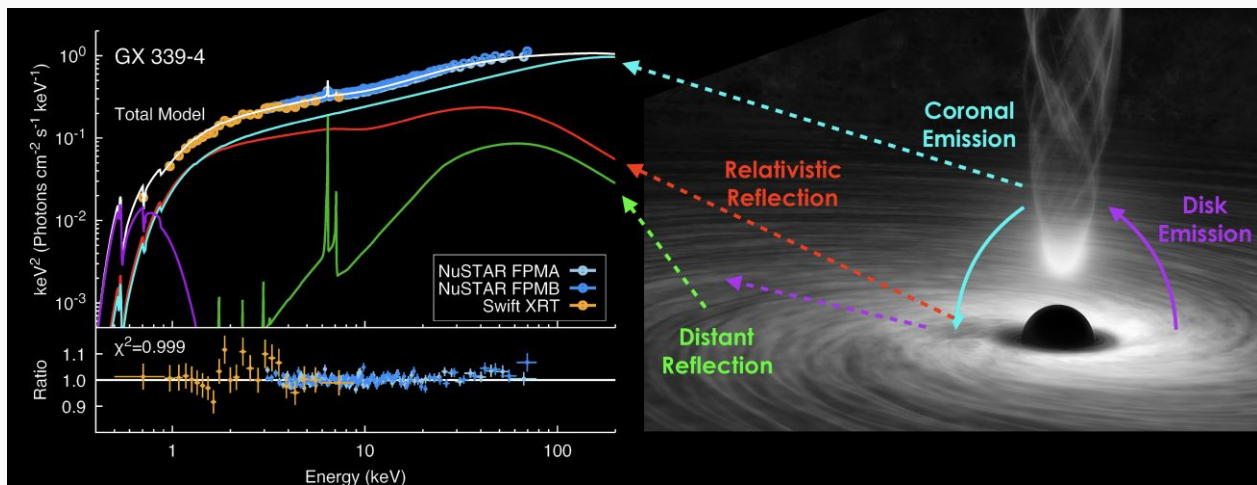 GX 339-4
Total Model
keV² (Photons cm⁻² s⁻¹ keV⁻¹)
10⁰
10⁻¹
10⁻²
10⁻³
NuSTAR FPMA
NuSTAR FPMB
Swift XRT
χ²=0.999
Ratio
1.1
1.0
0.9
1
10
100
Energy (keV)
Coronal
Emission
Relativistic
Reflection
Disk
Emission
Distant
Reflection